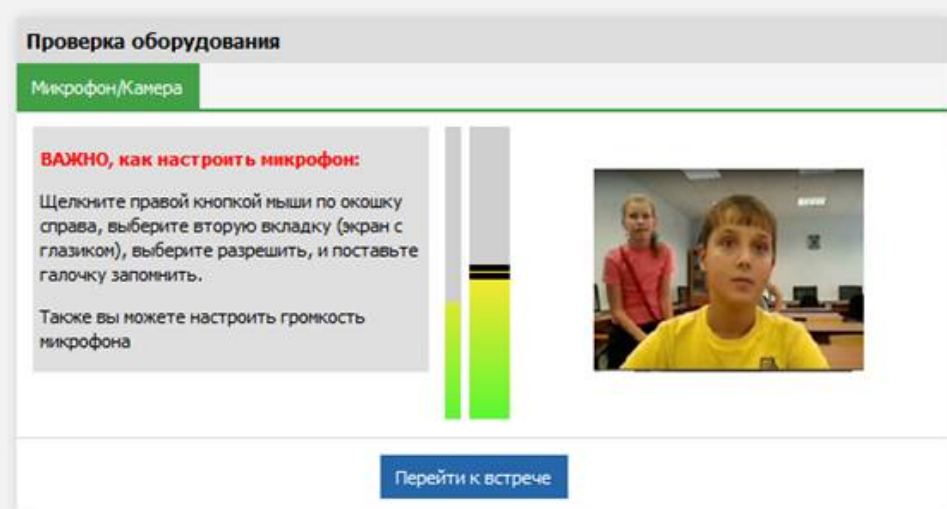 Проверка оборудования
Микрофон/Камера
ВАЖНО, как настроить микрофон:
Щелкните правой кнопкой мыши по окошку
справа, выберите вторую вкладку (экран с
глазиком), выберите разрешить, и поставьте
галочку запомнить.
Также вы можете настроить громкость
микрофона
Перейти к встрече